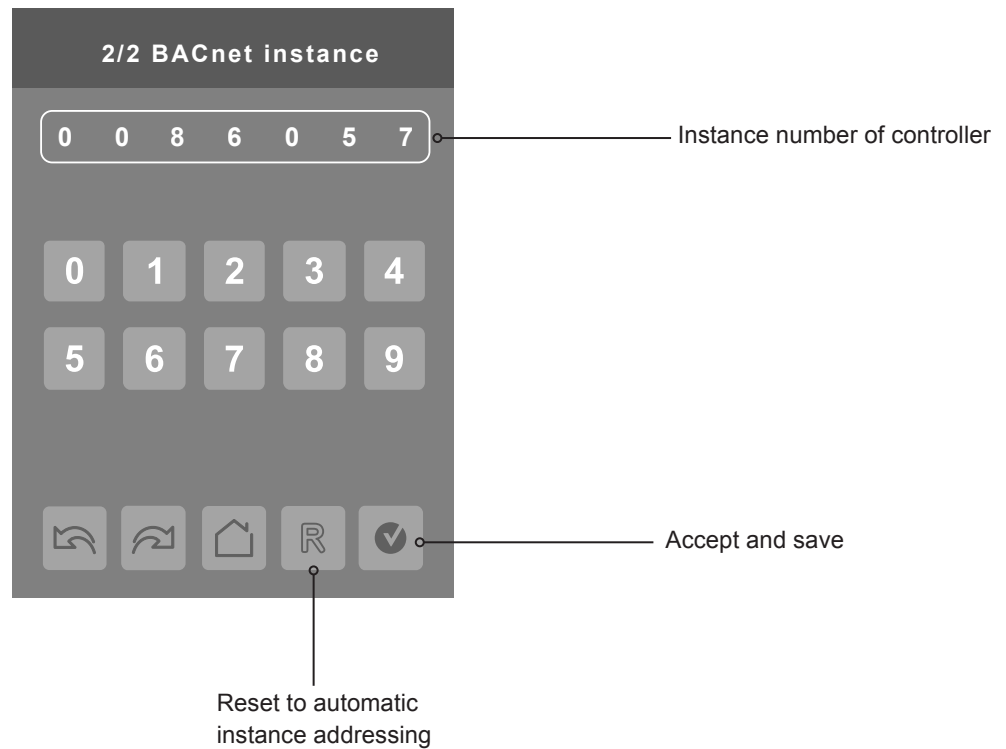 2/2 BACnet instance
0 0 8 6 0 5 7
Instance number of controller
0 1 2 3 4
5 6 7 8 9
R
Accept and save
Reset to automatic
instance addressing